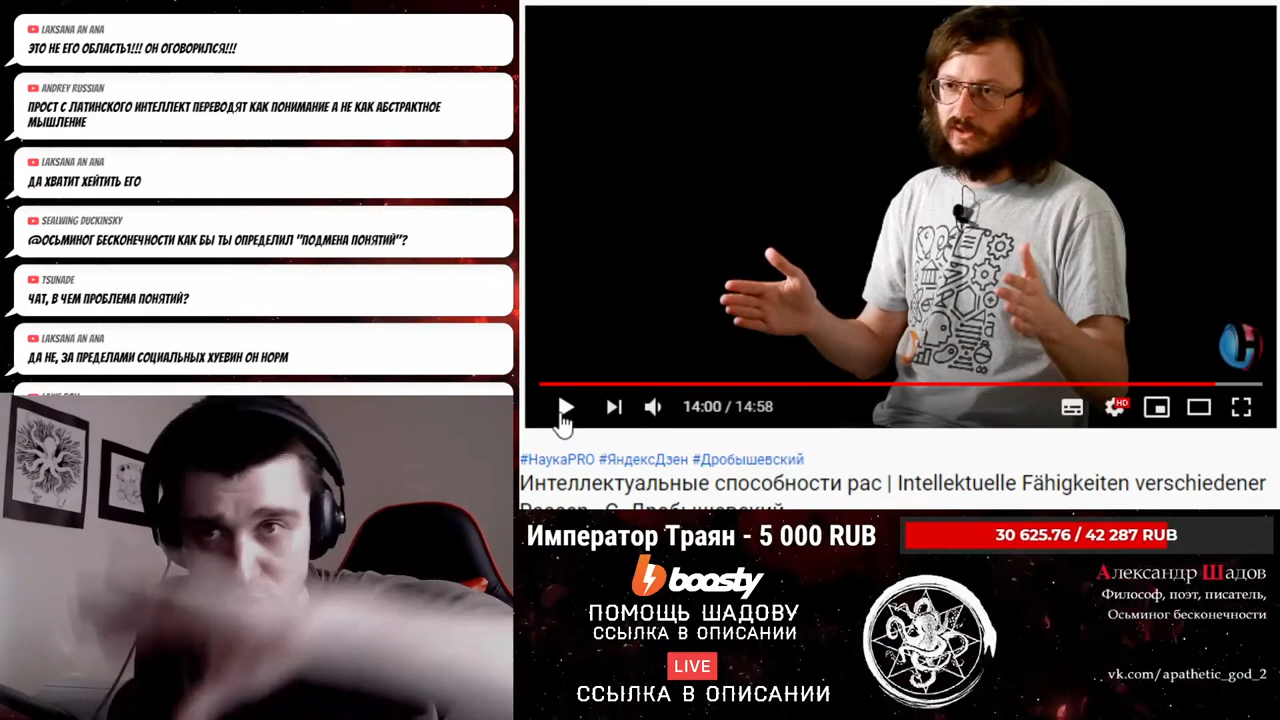 LAKSANA AN ANA
ЭТО НЕ ЕГО ОБЛАСТЬ1!!! ОН ОГОВОРИЛСЯ!!!
ANDREY RUSSIAN
ПРОСТ С ЛАТИНСКОГО ИНТЕЛЛЕКТ ПЕРЕВОДЯТ КАК ПОНИМАНИЕ А НЕ КАК АБСТРАКТНОЕ
МЫШЛЕНИЕ
LAKSANA AN ANA
ДА ХВАТИТ ХЕЙТИТЬ ЕГО
SEALWING DUCKINSKY
@ОСЬМИНОГ БЕСКОНЕЧНОСТИ КАК БЫ ТЫ ОПРЕДЕЛИЛ "ПОДМЕНА ПОНЯТИЙ"?
TSUNADE
ЧАТ, В ЧЕМ ПРОБЛЕМА ПОНЯТИЙ?
LAKSANA AN ANA
ДА НЕ, ЗА ПРЕДЕЛАМИ СОЦИАЛЬНЫХ ХУЕВИН ОН НОРМ
14:00 / 14:58
HD
#НаукаPRO #ЯндексДзен #Дробышевский
Интеллектуальные способности рас | Intellektuelle Fähigkeiten verschiedener
Император Траян - 5 000 RUB
30 625.76 / 42 287 RUB
boosty
ПОМОЩЬ ШАДОВУ
ССЫЛКА В ОПИСАНИИ
LIVE
ССЫЛКА В ОПИСАНИИ
Александр Шадов
Философ, поэт, писатель,
Осьминог бесконечности
vk.com/apathetic_god_2